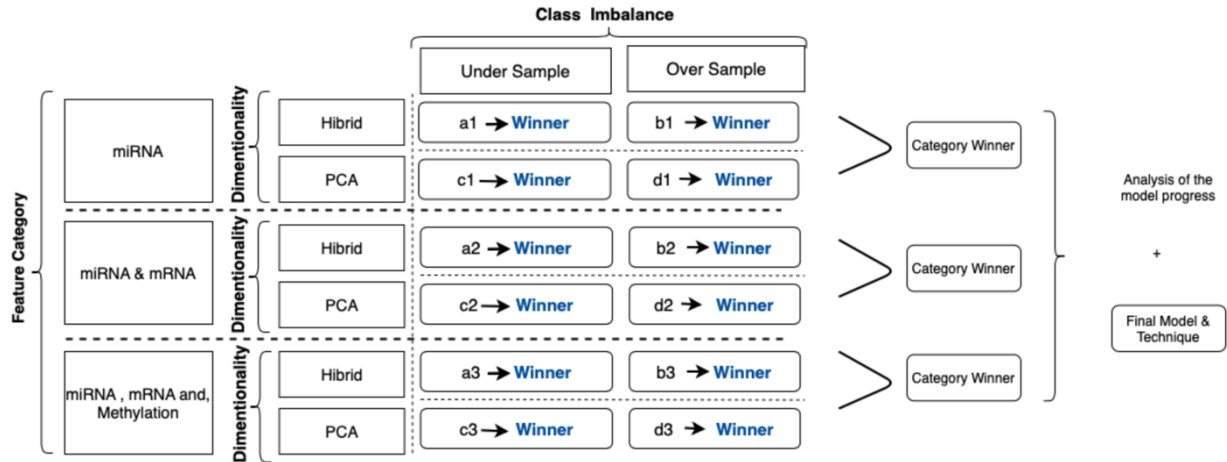 Class Imbalance
Under Sample
Over Sample
Feature Category
miRNA
Dimentionality
Hibrid
a1 → Winner
b1 → Winner
PCA
c1 → Winner
d1 → Winner
Category Winner
miRNA & mRNA
Dimentionality
Hibrid
a2 → Winner
b2 → Winner
PCA
c2 → Winner
d2 → Winner
Category Winner
miRNA , mRNA and,
Methylation
Dimentionality
Hibrid
a3 → Winner
b3 → Winner
PCA
c3 → Winner
d3 → Winner
Category Winner
Analysis of the
model progress
+
Final Model &
Technique